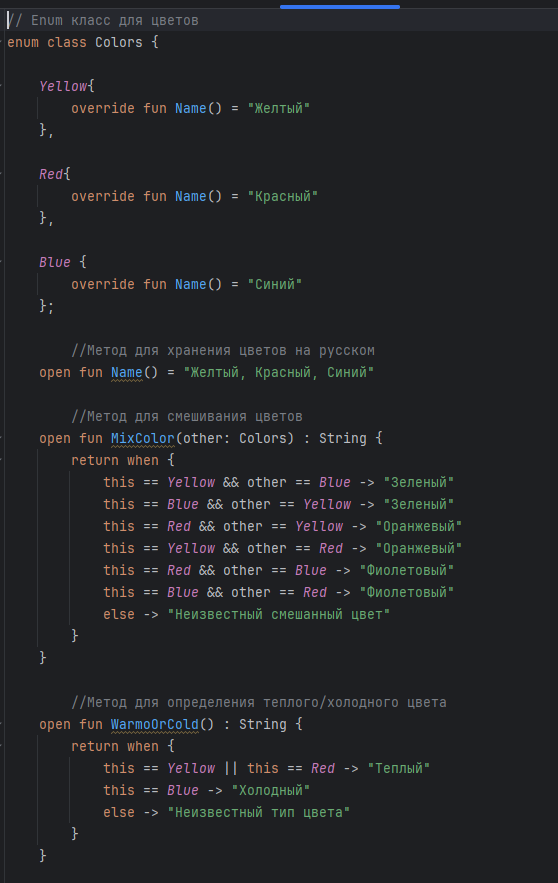 // Enum класс для цветов
enum class Colors {
Yellow{
override fun Name() = "Желтый"
},
Red{
override fun Name() = "Красный"
},
Blue {
override fun Name() = "Синий"
};
//Метод для хранения цветов на русском
open fun Name() = "Желтый, Красный, Синий"
//Метод для смешивания цветов
open fun MixColor(other: Colors) : String {
return when {
this == Yellow && other == Blue -> "Зеленый"
this == Blue && other == Yellow -> "Зеленый"
this == Red && other == Yellow -> "Оранжевый"
this == Yellow && other == Red -> "Оранжевый"
this == Red && other == Blue -> "Фиолетовый"
this == Blue && other == Red -> "Фиолетовый"
else -> "Неизвестный смешанный цвет"
}
}
//Метод для определения теплого/холодного цвета
open fun WarmoOrCold() : String {
return when {
this == Yellow || this == Red -> "Теплый"
this == Blue -> "Холодный"
else -> "Неизвестный тип цвета"
}
}